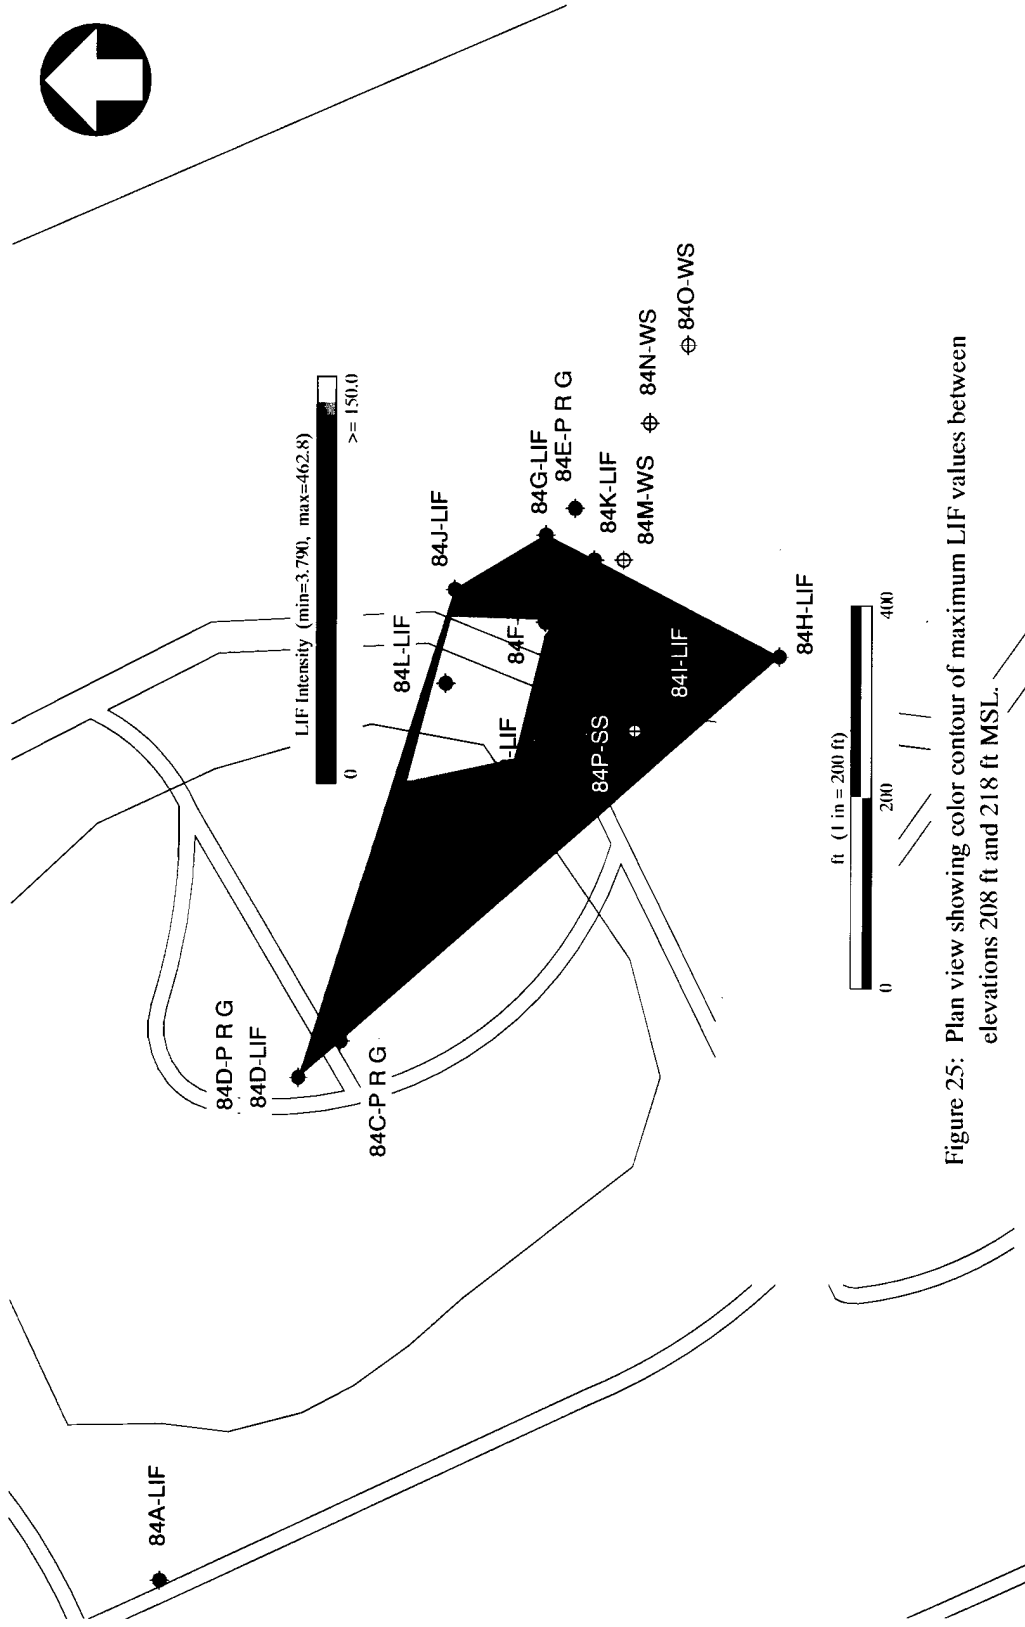 LIF Intensity (min=3.790, max=462.8)
0
>= 150.0
84A-LIF
84D-P R G
84D-LIF
84C-P R G
84L-LIF
84J-LIF
84F-
-LIF
84G-LIF
84E-P R G
84K-LIF
84M-WS
84N-WS
84O-WS
84P-SS
84I-LIF
84H-LIF
ft (1 in = 200 ft)
0
200
400
Figure 25: Plan view showing color contour of maximum LIF values between
elevations 208 ft and 218 ft MSL.